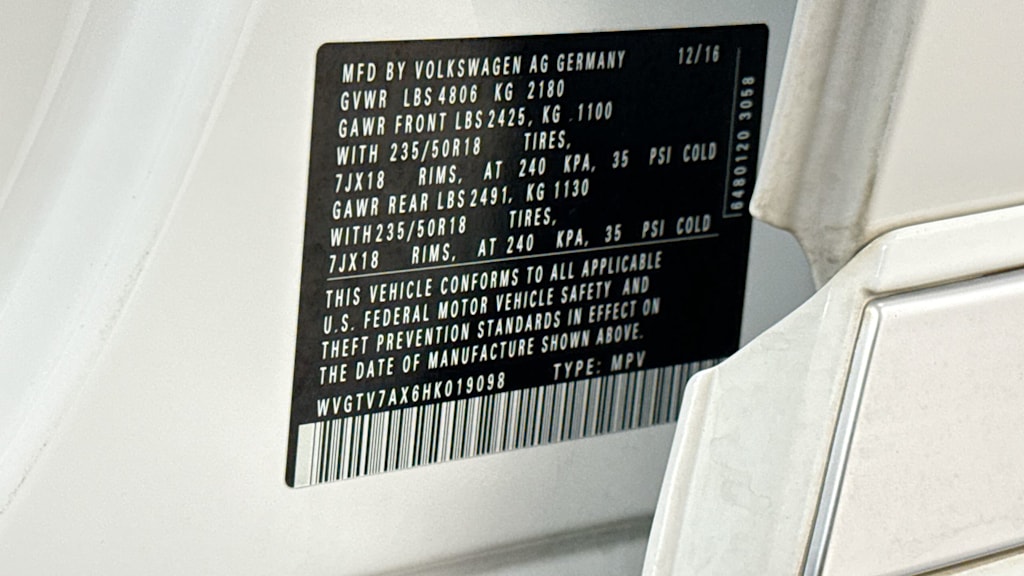 MFD BY VOLKSWAGEN AG GERMANY 12/16
GVWR LBS 4806 KG 2180
GAWR FRONT LBS 2425, KG .1100
WITH 235/50R18 TIRES,
7JX18 RIMS, AT 240 KPA, 35 PSI COLD
GAWR REAR LBS 2491, KG 1130
WITH 235/50R18 TIRES,
7JX18 RIMS, AT 240 KPA, 35 PSI COLD
THIS VEHICLE CONFORMS TO ALL APPLICABLE
U.S. FEDERAL MOTOR VEHICLE SAFETY AND
THEFT PREVENTION STANDARDS IN EFFECT ON
THE DATE OF MANUFACTURE SHOWN ABOVE.
WVGTV7AX6HK019098 TYPE: MPV
6480120 3058